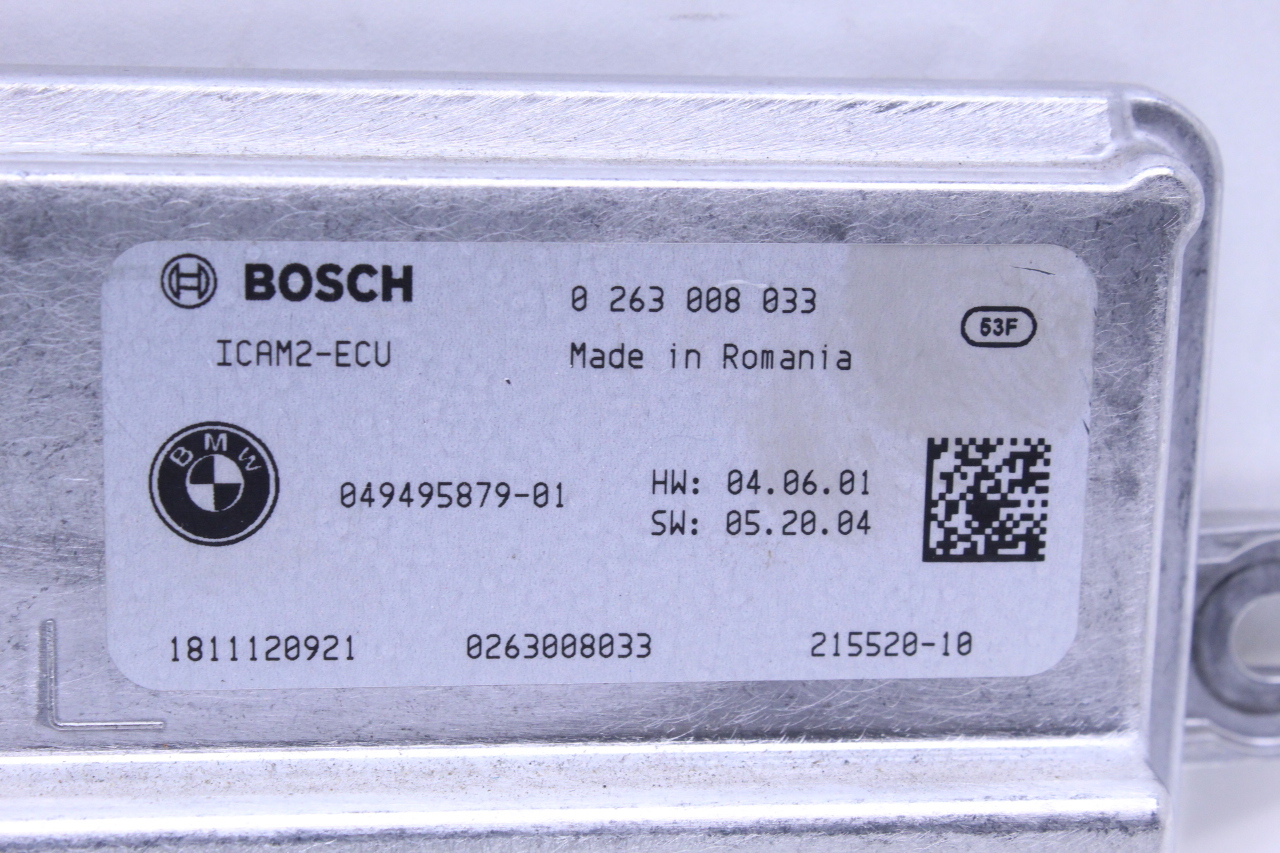 BOSCH
0 263 008 033
53F
ICAM2-ECU
Made in Romania
BMW
049495879-01
HW: 04.06.01
SW: 05.20.04
1811120921
0263008033
215520-10